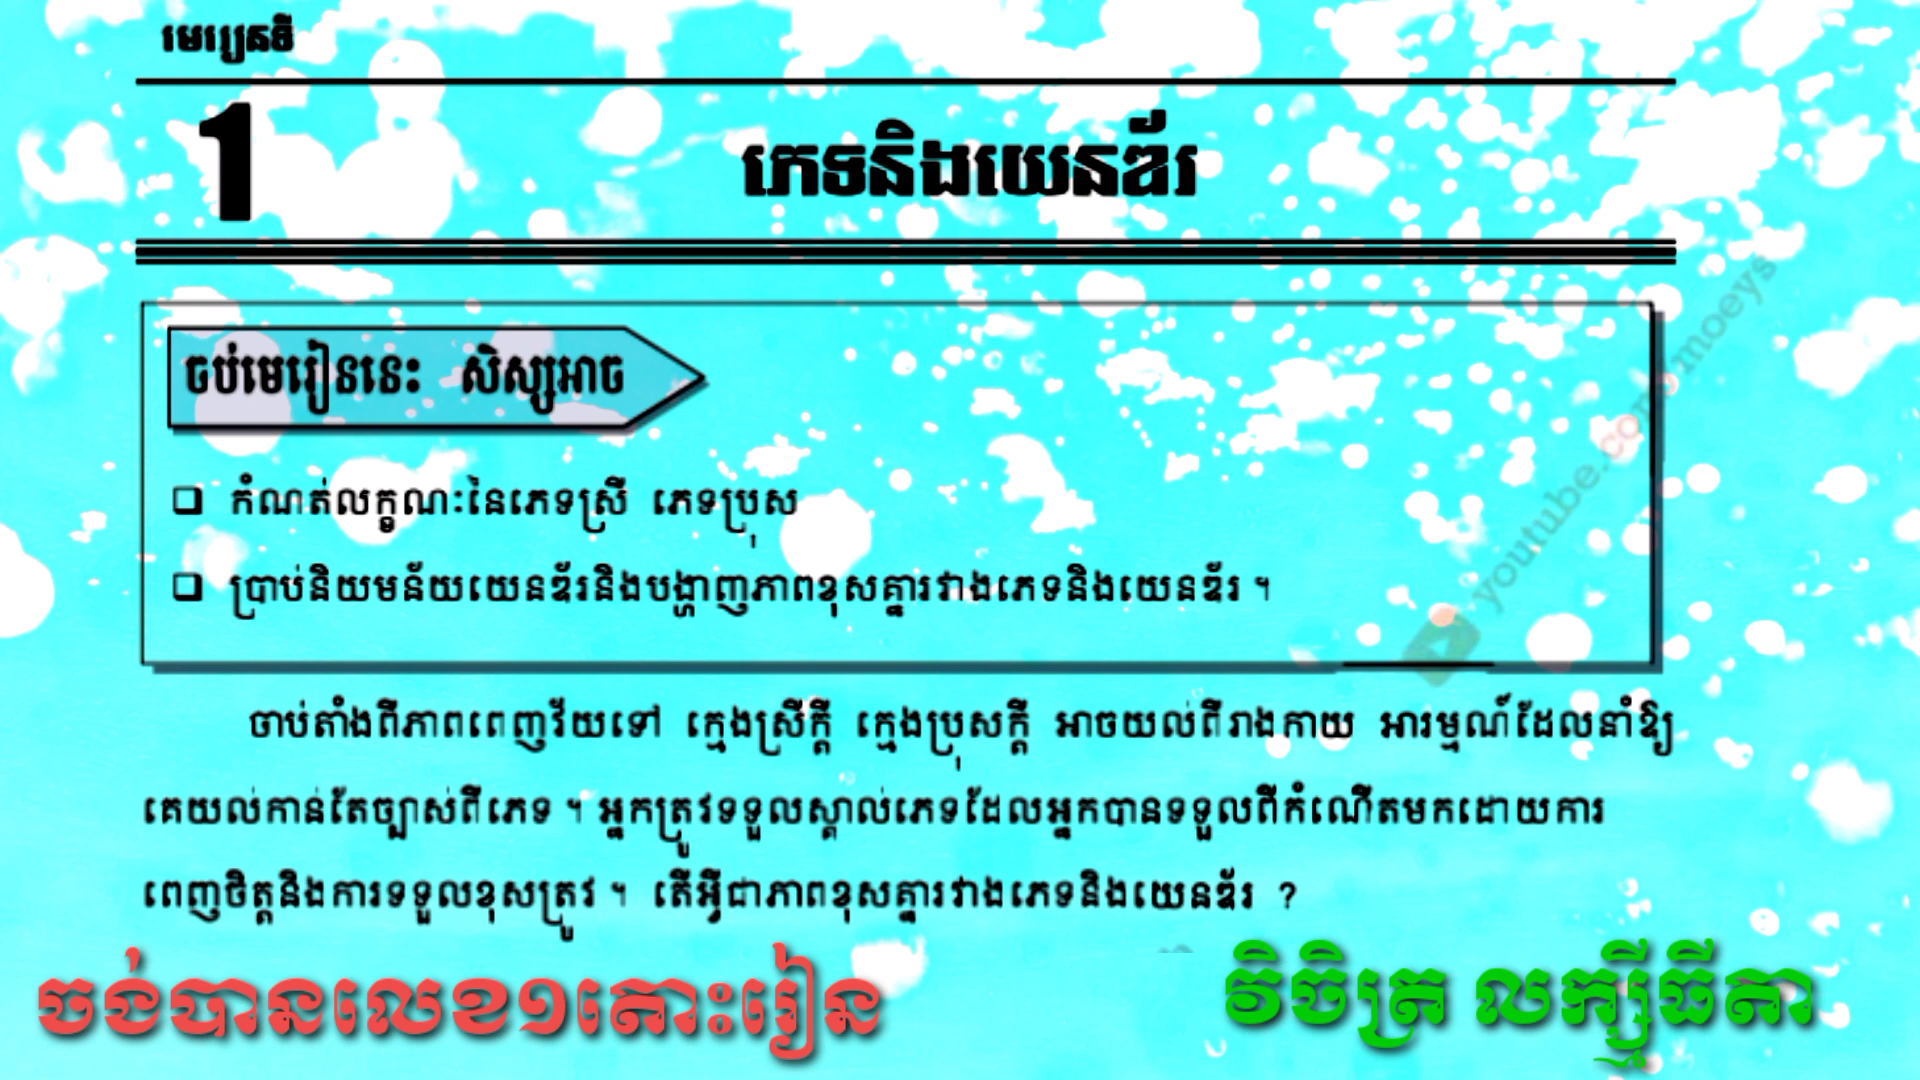 មេរៀនទី
1
ភេទនិងយេនឌ័រ
ចប់មេរៀននេះ សិស្សអាច
❑ កំណត់លក្ខណៈនៃភេទស្រី ភេទប្រុស
❑ ប្រាប់និយមន័យយេនឌ័រនិងបង្ហាញភាពខុសគ្នារវាងភេទនិងយេនឌ័រ ។
youtube.com/moeys
ចាប់តាំងពីភាពពេញវ័យទៅ ក្មេងស្រីក្តី ក្មេងប្រុសក្តី អាចយល់ពីរាងកាយ អារម្មណ៍ដែលនាំឱ្យ
គេយល់កាន់តែច្បាស់ពីភេទ ។ អ្នកត្រូវទទួលស្គាល់ភេទដែលអ្នកបានទទួលពីកំណើតមកដោយការ
ពេញចិត្តនិងការទទួលខុសត្រូវ ។ តើអ្វីជាភាពខុសគ្នារវាងភេទនិងយេនឌ័រ ?
ចង់បានលេខ១តោះរៀន
វិចិត្រ លក្ស្មីធីតា